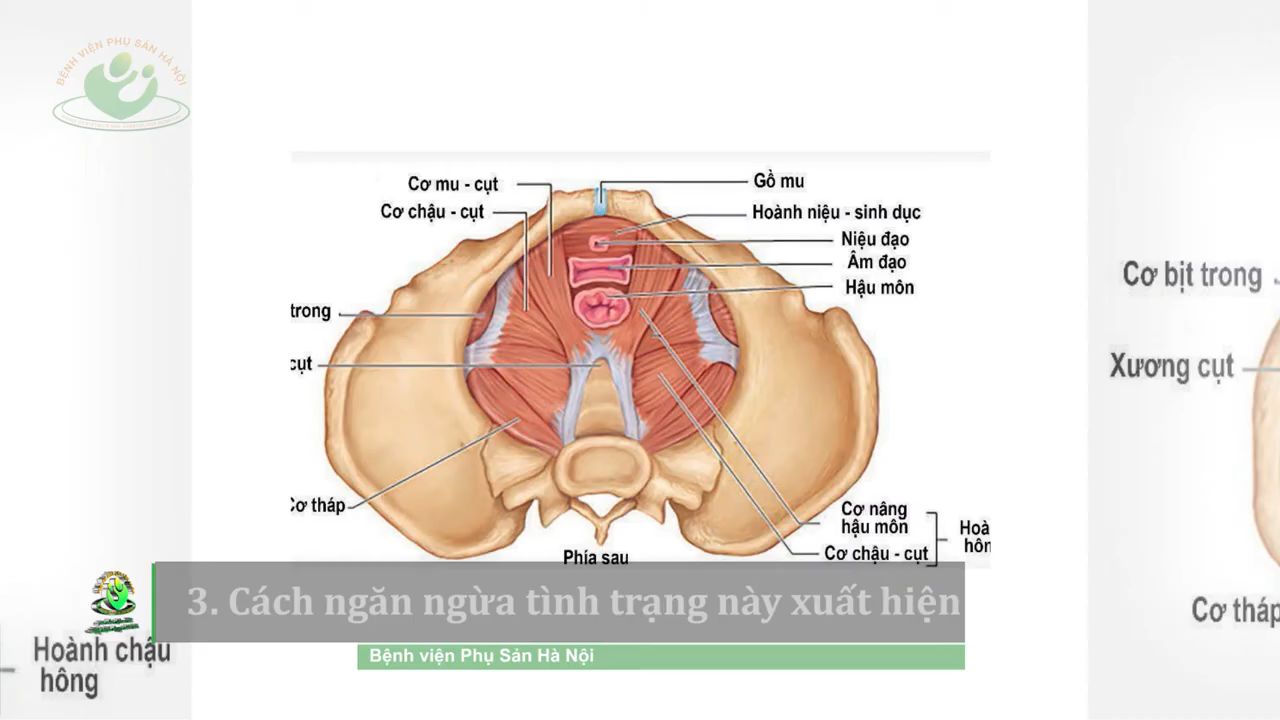 BỆNH VIỆN PHỤ SẢN HÀ NỘI
Cơ mu - cụt
Cơ chậu - cụt
trong
cụt
Cơ tháp
Gồ mu
Hoành niệu - sinh dục
Niệu đạo
Âm đạo
Hậu môn
Cơ nâng
hậu môn
Cơ chậu - cụt
Hoà
hôn
Phía sau
Cơ bịt trong
Xương cụt
Cơ tháp
Hoành chậu
hông
3. Cách ngăn ngừa tình trạng này xuất hiện
Bệnh viện Phụ Sản Hà Nội